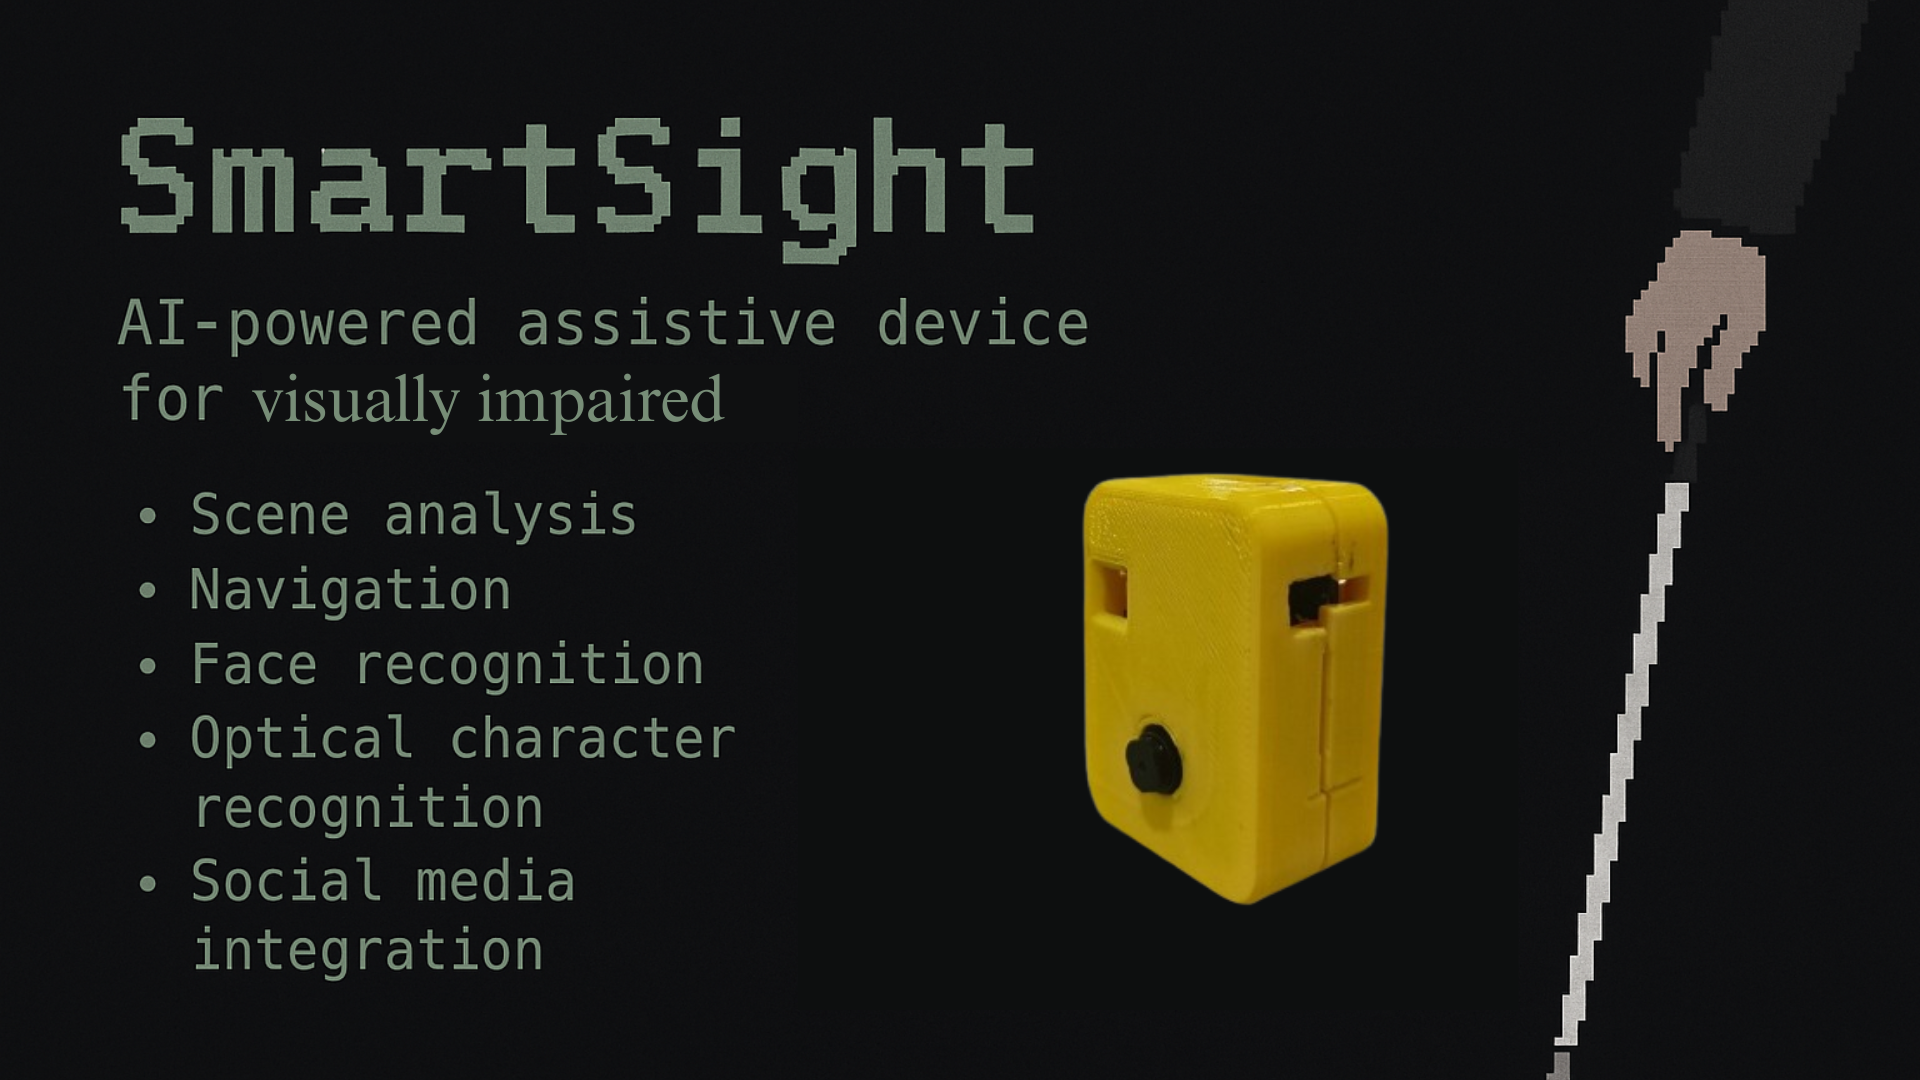 SmartSight
AI-powered assistive device
for visually impaired
• Scene analysis
• Navigation
• Face recognition
• Optical character
recognition
• Social media
integration